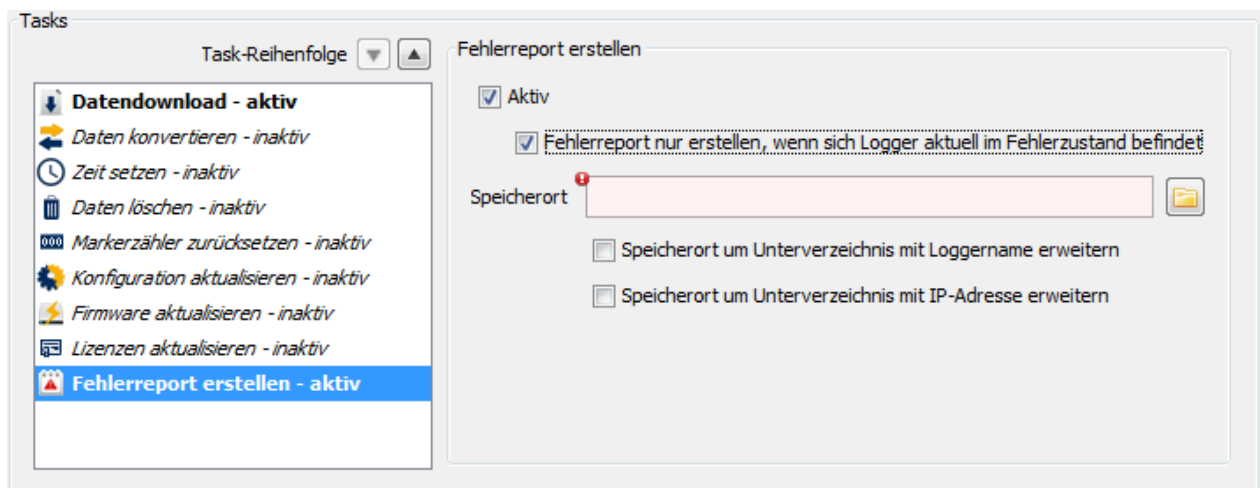 Tasks
Task-Reihenfolge
Datendownload - aktiv
Daten konvertieren - inaktiv
Zeit setzen - inaktiv
Daten löschen - inaktiv
000 Markerzähler zurücksetzen - inaktiv
Konfiguration aktualisieren - inaktiv
Firmware aktualisieren - inaktiv
Lizenzen aktualisieren - inaktiv
Fehlerreport erstellen - aktiv
Fehlerreport erstellen
Aktiv
Fehlerreport nur erstellen, wenn sich Logger aktuell im Fehlerzustand befindet
Speicherort
Speicherort um Unterverzeichnis mit Loggername erweitern
Speicherort um Unterverzeichnis mit IP-Adresse erweitern